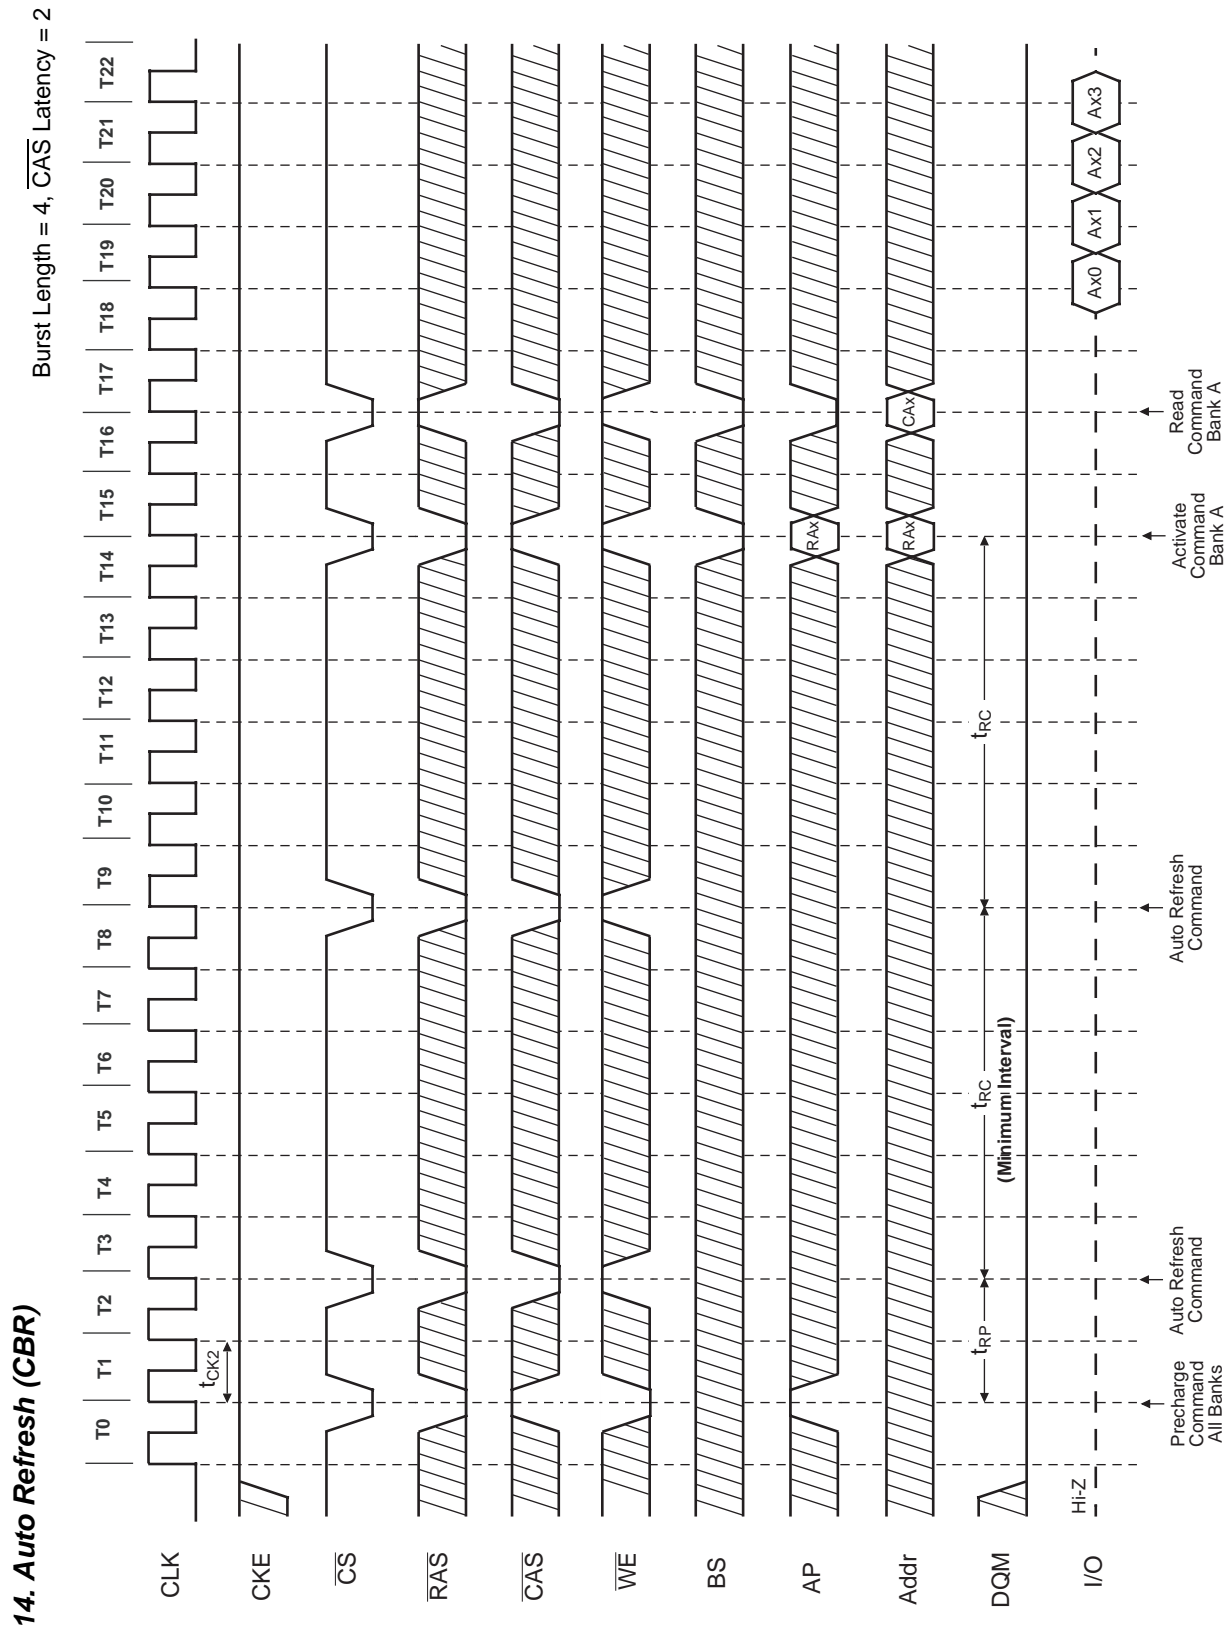 14. Auto Refresh (CBR)
Burst Length = 4, CAS Latency = 2
T0 T1 T2 T3 T4 T5 T6 T7 T8 T9 T10 T11 T12 T13 T14 T15 T16 T17 T18 T19 T20 T21 T22
CLK
tCK2
CKE
CS
RAS
CAS
WE
BS
AP
RAx
Addr
RAx CAx
DQM
tRP tRC tRC
(Minimum Interval)
I/O
Hi-Z
Ax0 Ax1 Ax2 Ax3
Precharge
Command
All Banks
Auto Refresh
Command
Auto Refresh
Command
Activate
Command
Bank A
Read
Command
Bank A